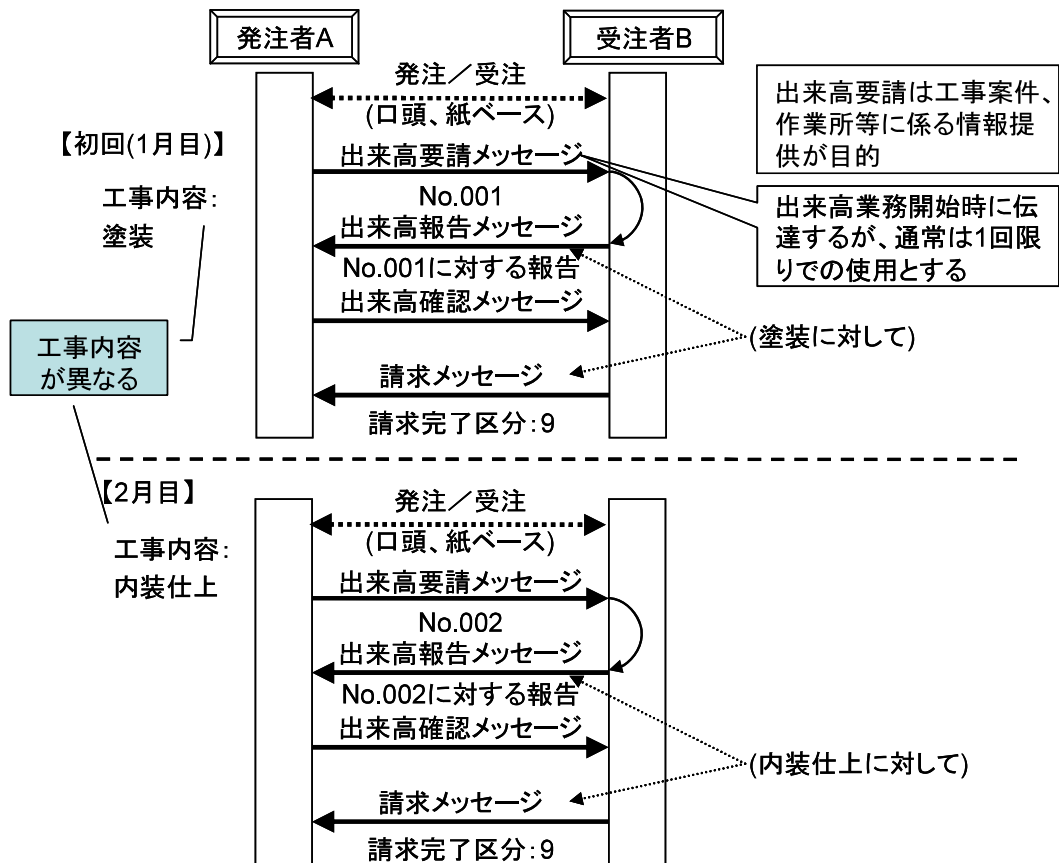 発注者A
受注者B
発注／受注
(口頭、紙ベース)
出来高要請は工事案件、
作業所等に係る情報提
供が目的
【初回(1月目)】
出来高要請メッセージ
工事内容：
塗装
No.001
出来高業務開始時に伝
達するが、通常は1回限
りでの使用とする
出来高報告メッセージ
No.001に対する報告
出来高確認メッセージ
工事内容
が異なる
(塗装に対して)
請求メッセージ
請求完了区分：9
【2月目】
発注／受注
(口頭、紙ベース)
工事内容：
内装仕上
出来高要請メッセージ
No.002
出来高報告メッセージ
No.002に対する報告
出来高確認メッセージ
(内装仕上に対して)
請求メッセージ
請求完了区分：9